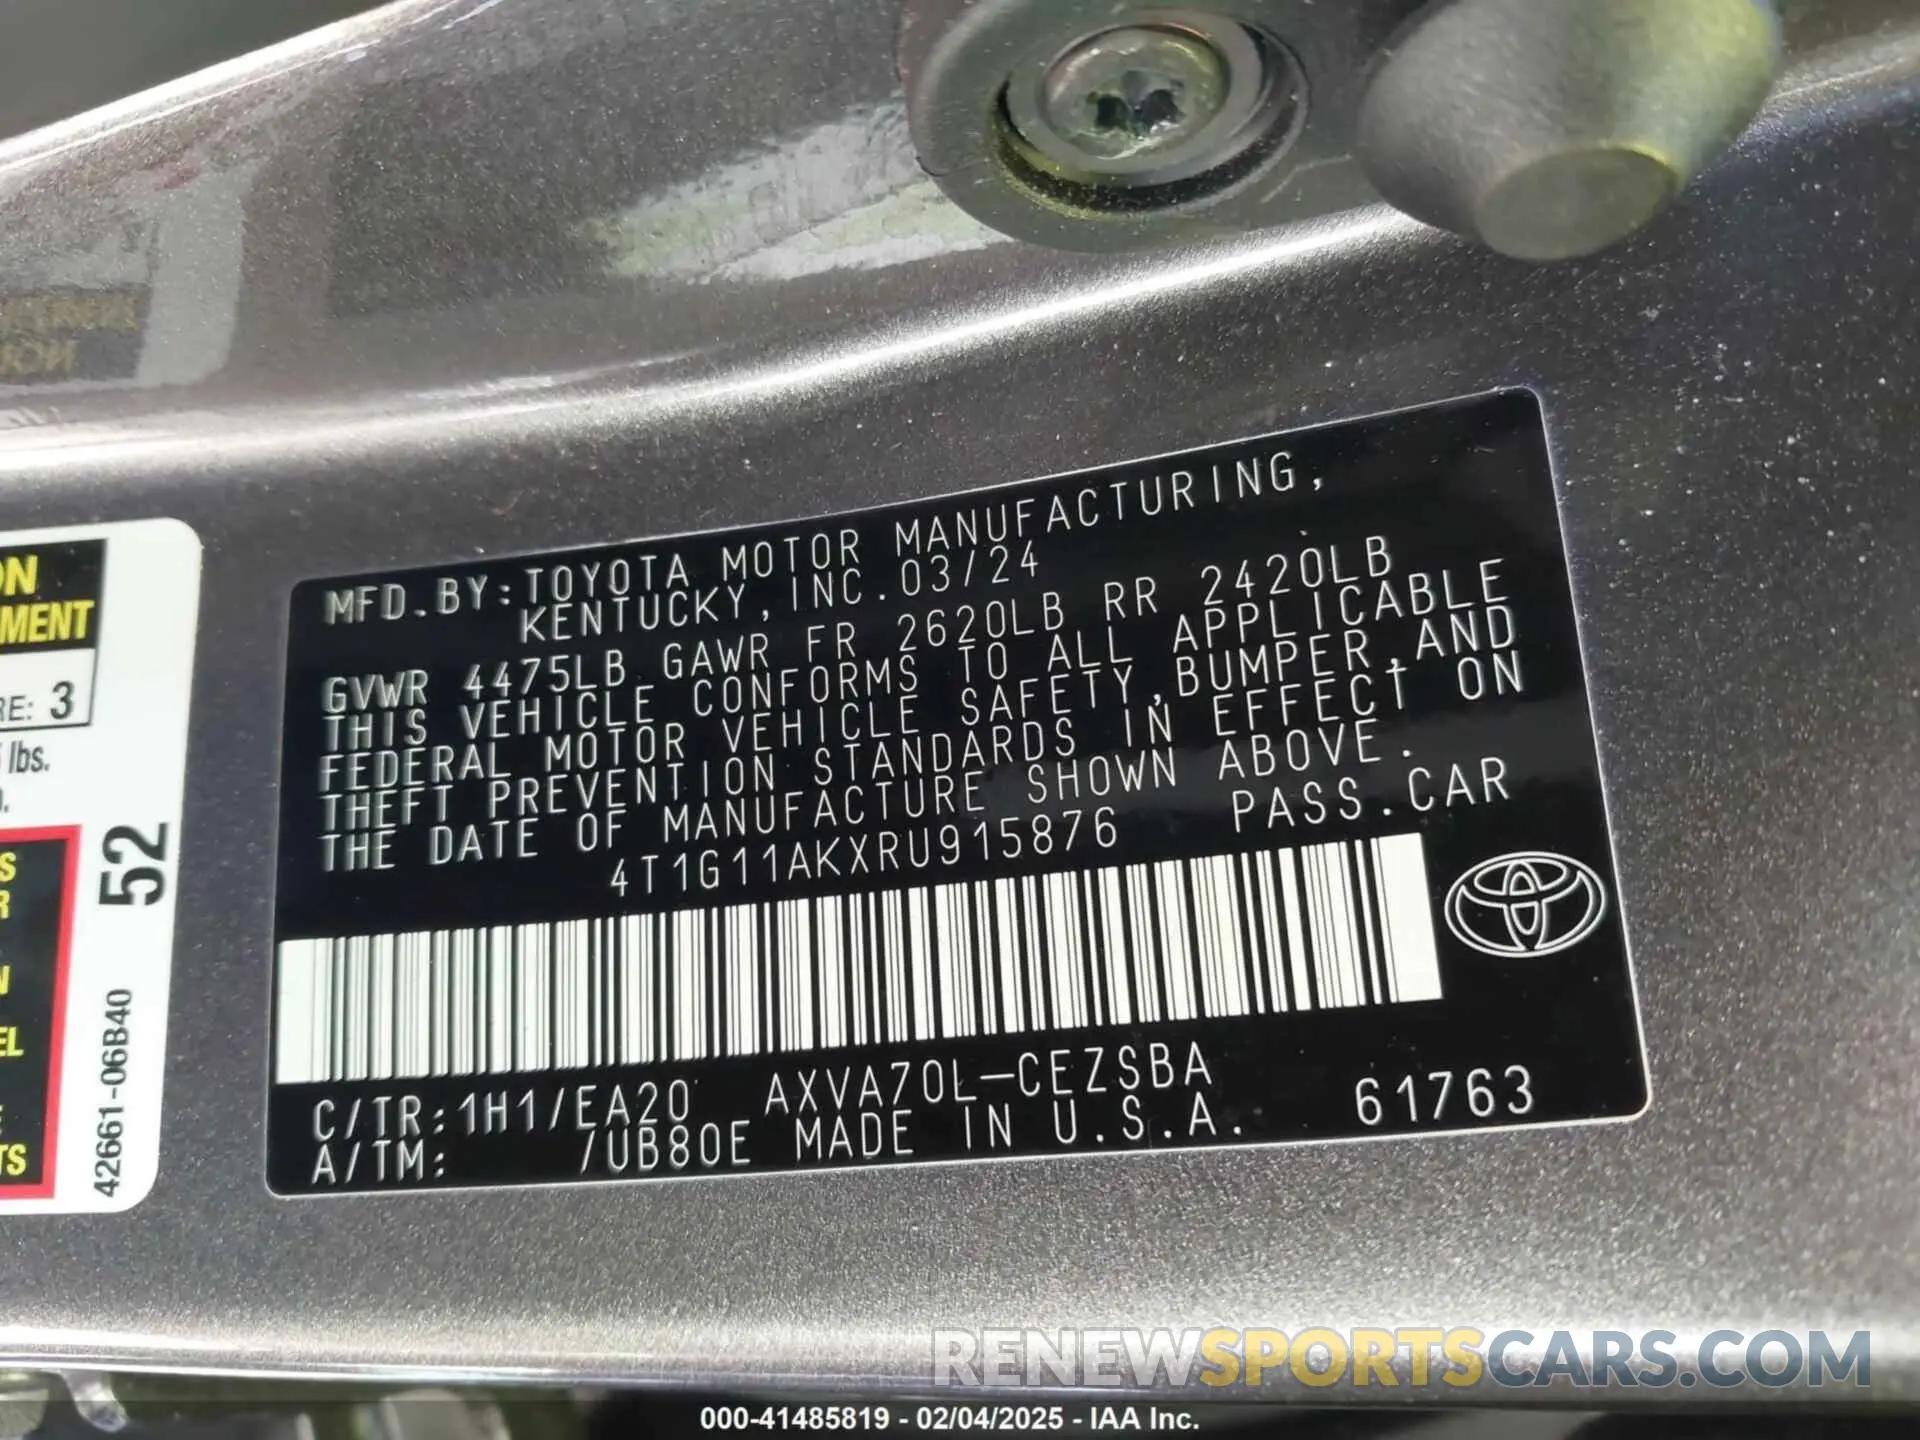 MFD. BY: TOYOTA MOTOR MANUFACTURING,
KENTUCKY, INC. 03/24
GVWR 4475LB GAWR FR 2620LB RR 2420LB
THIS VEHICLE CONFORMS TO ALL APPLICABLE
FEDERAL MOTOR VEHICLE SAFETY, BUMPER, AND
THEFT PREVENTION STANDARDS IN EFFECT ON
THE DATE OF MANUFACTURE SHOWN ABOVE.
4T1G11AKXRU915876 PASS. CAR
C/TR: 1H1/EA20 AXVA70L-CEZSBA
A/TM: /UB80E MADE IN U.S.A. 61763
ON
MENT
RE: 3
lbs.
52
42661-06B40
S
R
N
EL
TS
RENEWSPORTSCARS.COM
000-41485819 - 02/04/2025 - IAA Inc.